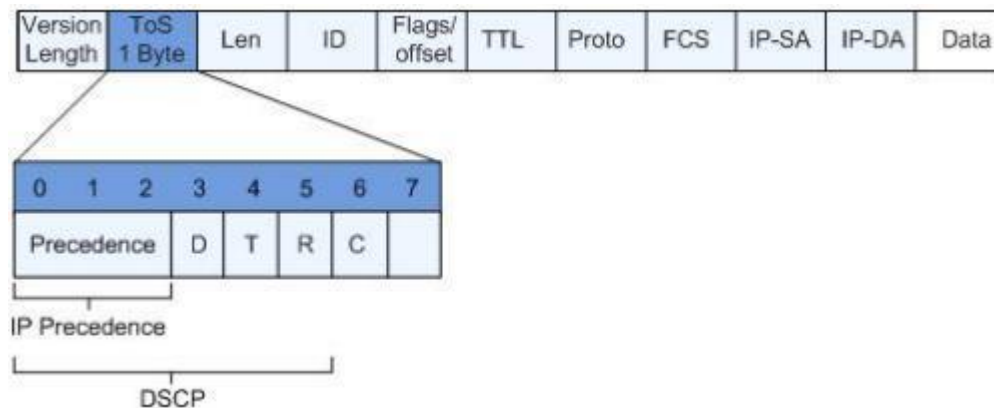 Version Length ToS 1 Byte Len ID Flags/ offset TTL Proto FCS IP-SA IP-DA Data
0 1 2 3 4 5 6 7
Precedence D T R C
IP Precedence
DSCP